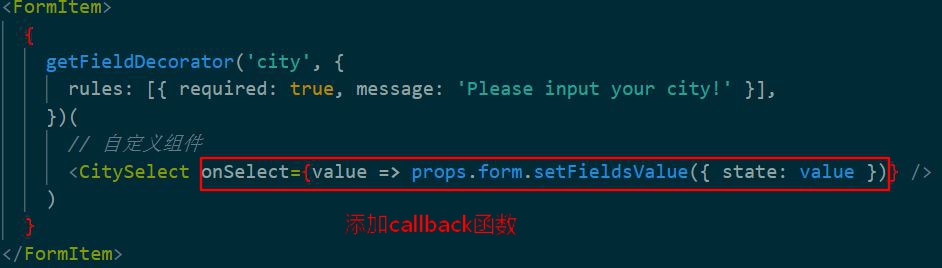 <FormItem>
{
getFieldDecorator('city', {
rules: [{ required: true, message: 'Please input your city!' }],
})(
// 自定义组件
<CitySelect onSelect={value => props.form.setFieldsValue({ state: value })} />
)
添加callback函数
}
</FormItem>